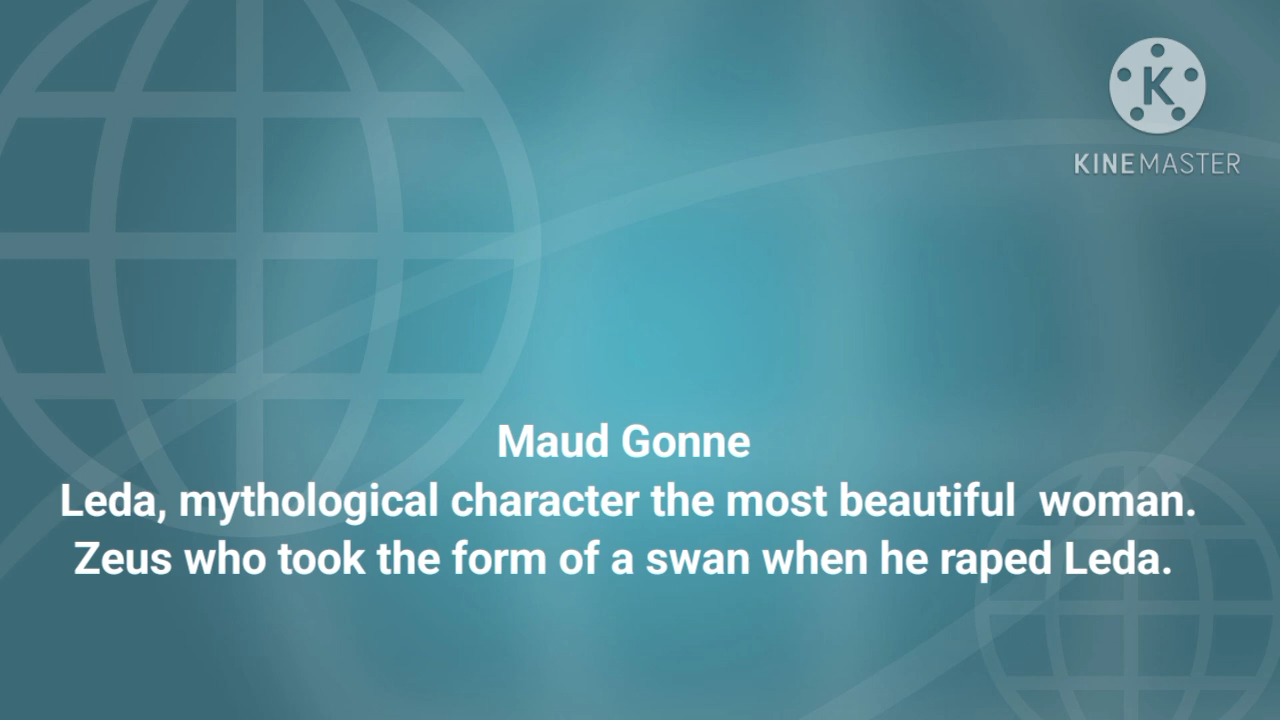 K
KINEMASTER
Maud Gonne
Leda, mythological character the most beautiful  woman.
Zeus who took the form of a swan when he raped Leda.